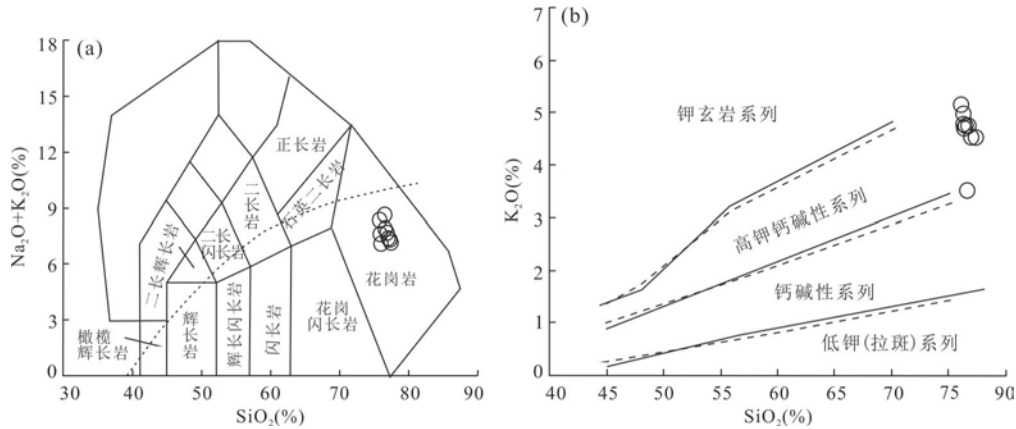 (a)
Na₂O+K₂O(%)
18
15
12
9
6
3
0
正长岩
石英二长岩
二长岩
二长
闪长岩
二长辉长岩
橄榄
辉长岩
辉长岩
辉长闪长岩
闪长岩
花岗
闪长岩
花岗岩
30
40
50
60
70
80
90
SiO₂(%)
(b)
K₂O(%)
7
6
5
4
3
2
1
0
钾玄岩系列
高钾钙碱性系列
钙碱性系列
低钾(拉斑)系列
40
45
50
55
60
65
70
75
80
SiO₂(%)